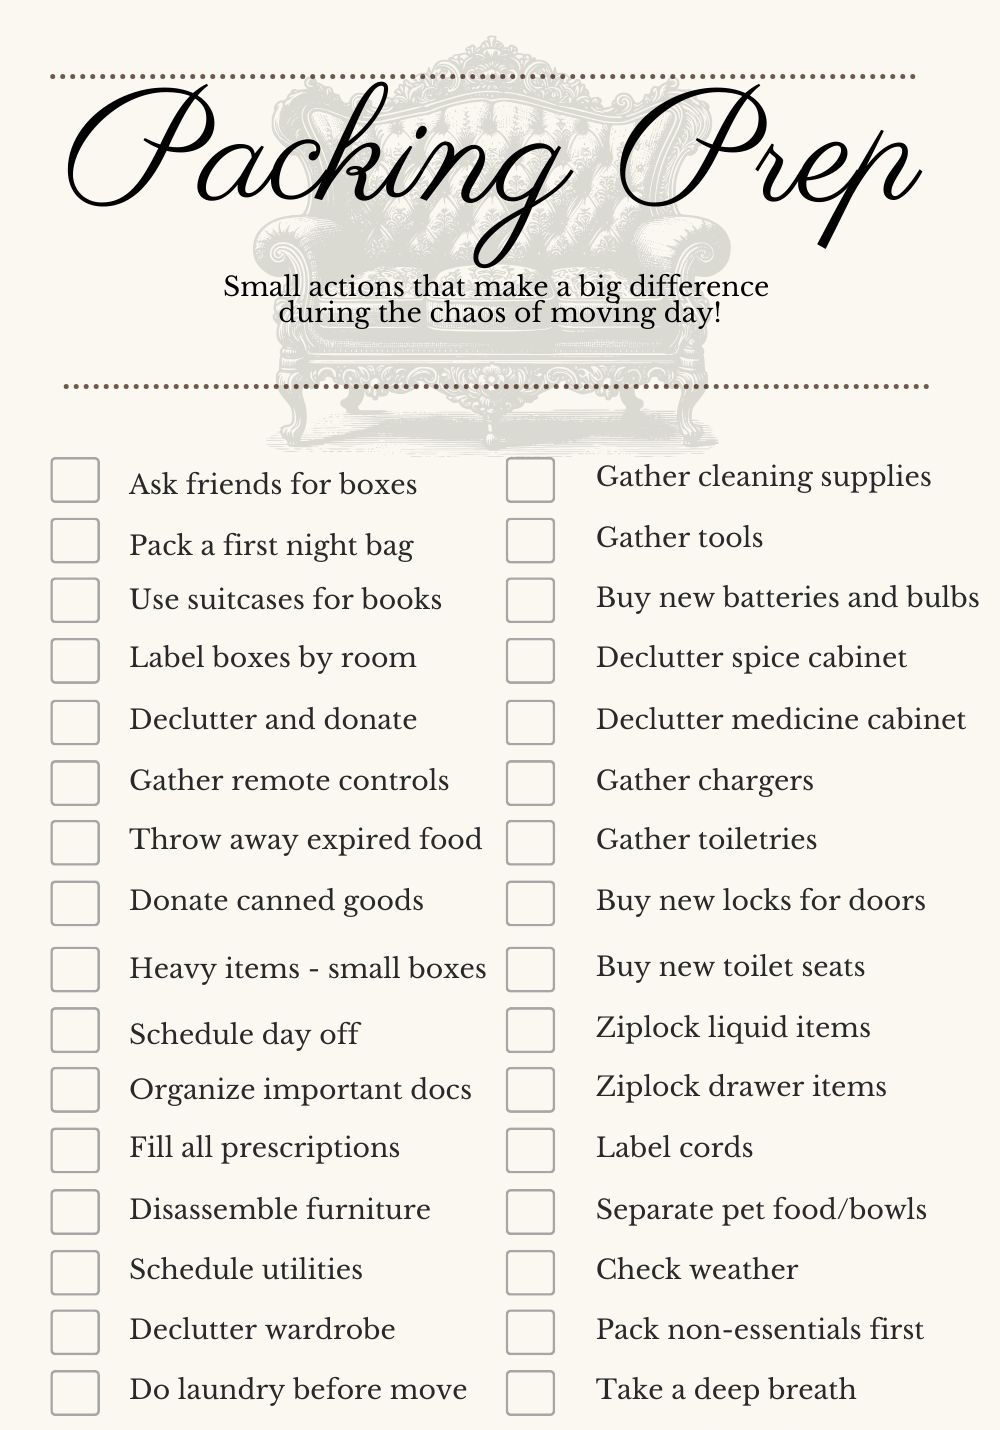 Packing Prep
Small actions that make a big difference
during the chaos of moving day!
Ask friends for boxes
Pack a first night bag
Use suitcases for books
Label boxes by room
Declutter and donate
Gather remote controls
Throw away expired food
Donate canned goods
Heavy items - small boxes
Schedule day off
Organize important docs
Fill all prescriptions
Disassemble furniture
Schedule utilities
Declutter wardrobe
Do laundry before move
Gather cleaning supplies
Gather tools
Buy new batteries and bulbs
Declutter spice cabinet
Declutter medicine cabinet
Gather chargers
Gather toiletries
Buy new locks for doors
Buy new toilet seats
Ziplock liquid items
Ziplock drawer items
Label cords
Separate pet food/bowls
Check weather
Pack non-essentials first
Take a deep breath